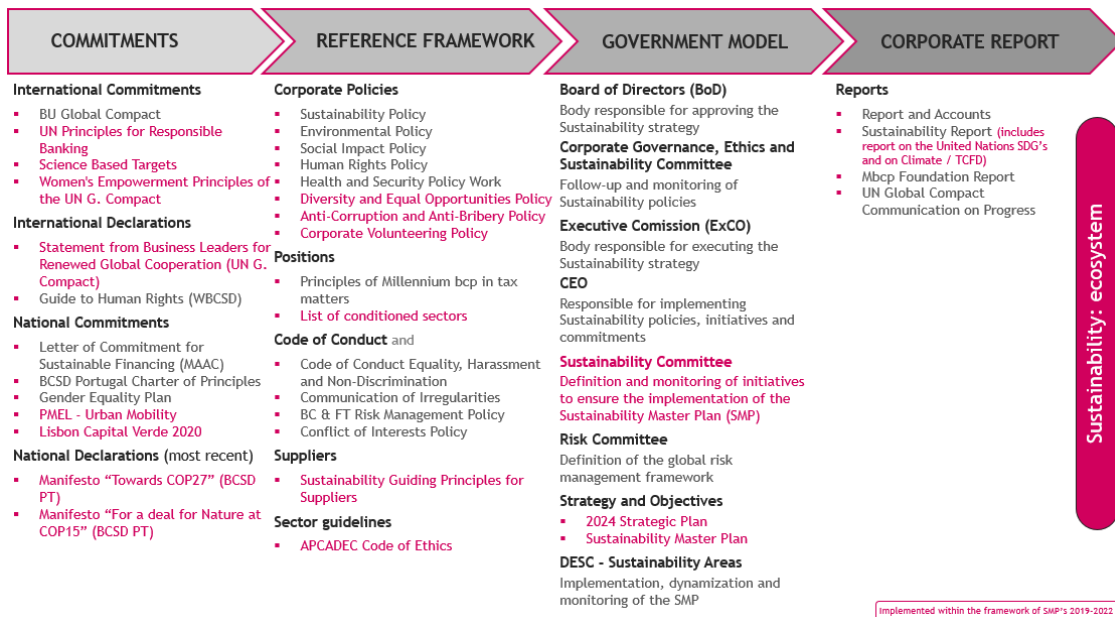 COMMITMENTS
REFERENCE FRAMEWORK
GOVERNMENT MODEL
CORPORATE REPORT
International Commitments
▪ BU Global Compact
▪ UN Principles for Responsible
Banking
▪ Science Based Targets
▪ Women's Empowerment Principles of
the UN G. Compact
International Declarations
▪ Statement from Business Leaders for
Renewed Global Cooperation (UN G.
Compact)
▪ Guide to Human Rights (WBCSD)
National Commitments
▪ Letter of Commitment for
Sustainable Financing (MAAC)
▪ BCSD Portugal Charter of Principles
▪ Gender Equality Plan
▪ PMEL - Urban Mobility
▪ Lisbon Capital Verde 2020
National Declarations (most recent)
▪ Manifesto “Towards COP27” (BCSD
PT)
▪ Manifesto “For a deal for Nature at
COP15” (BCSD PT)
Corporate Policies
▪ Sustainability Policy
▪ Environmental Policy
▪ Social Impact Policy
▪ Human Rights Policy
▪ Health and Security Policy Work
▪ Diversity and Equal Opportunities Policy
▪ Anti-Corruption and Anti-Bribery Policy
▪ Corporate Volunteering Policy
Positions
▪ Principles of Millennium bcp in tax
matters
▪ List of conditioned sectors
Code of Conduct and
▪ Code of Conduct Equality, Harassment
and Non-Discrimination
▪ Communication of Irregularities
▪ BC & FT Risk Management Policy
▪ Conflict of Interests Policy
Suppliers
▪ Sustainability Guiding Principles for
Suppliers
Sector guidelines
▪ APCADEC Code of Ethics
Board of Directors (BoD)
Body responsible for approving the
Sustainability strategy
Corporate Governance, Ethics and
Sustainability Committee
Follow-up and monitoring of
Sustainability policies
Executive Comission (ExCO)
Body responsible for executing the
Sustainability strategy
CEO
Responsible for implementing
Sustainability policies, initiatives and
commitments
Sustainability Committee
Definition and monitoring of initiatives
to ensure the implementation of the
Sustainability Master Plan (SMP)
Risk Committee
Definition of the global risk
management framework
Strategy and Objectives
▪ 2024 Strategic Plan
▪ Sustainability Master Plan
DESC - Sustainability Areas
Implementation, dynamization and
monitoring of the SMP
Reports
▪ Report and Accounts
▪ Sustainability Report (includes
report on the United Nations SDG's
and on Climate / TCFD)
▪ Mbcp Foundation Report
▪ UN Global Compact
Communication on Progress
Sustainability: ecosystem
Implemented within the framework of SMP's 2019-2022